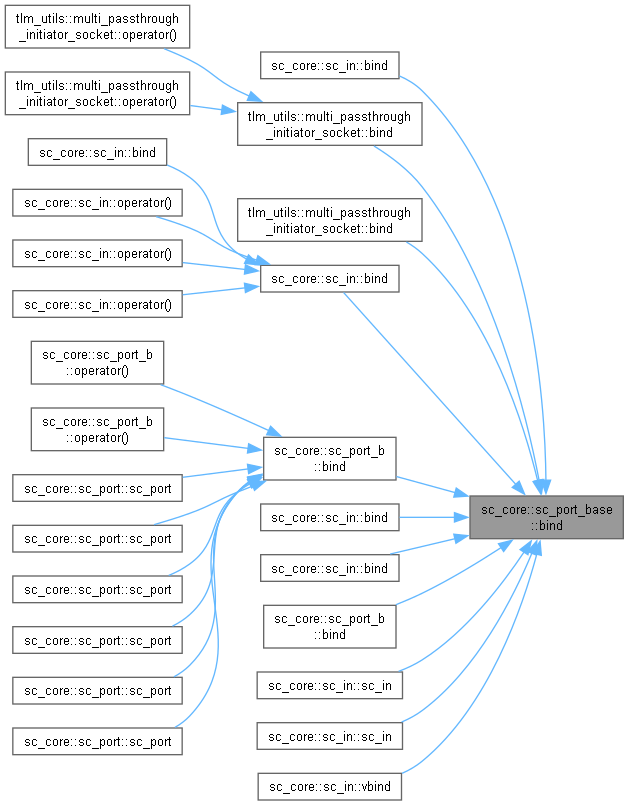 tlm_utils::multi_passthrough
_initiator_socket::operator()
tlm_utils::multi_passthrough
_initiator_socket::operator()
sc_core::sc_in::bind
sc_core::sc_in::operator()
sc_core::sc_in::operator()
sc_core::sc_in::operator()
sc_core::sc_port_b
::operator()
sc_core::sc_port_b
::operator()
sc_core::sc_port::sc_port
sc_core::sc_port::sc_port
sc_core::sc_port::sc_port
sc_core::sc_port::sc_port
sc_core::sc_port::sc_port
sc_core::sc_port::sc_port
sc_core::sc_in::bind
tlm_utils::multi_passthrough
_initiator_socket::bind
tlm_utils::multi_passthrough
_initiator_socket::bind
sc_core::sc_in::bind
sc_core::sc_port_b
::bind
sc_core::sc_in::bind
sc_core::sc_in::bind
sc_core::sc_port_b
::bind
sc_core::sc_in::sc_in
sc_core::sc_in::sc_in
sc_core::sc_in::vbind
sc_core::sc_port_base
::bind